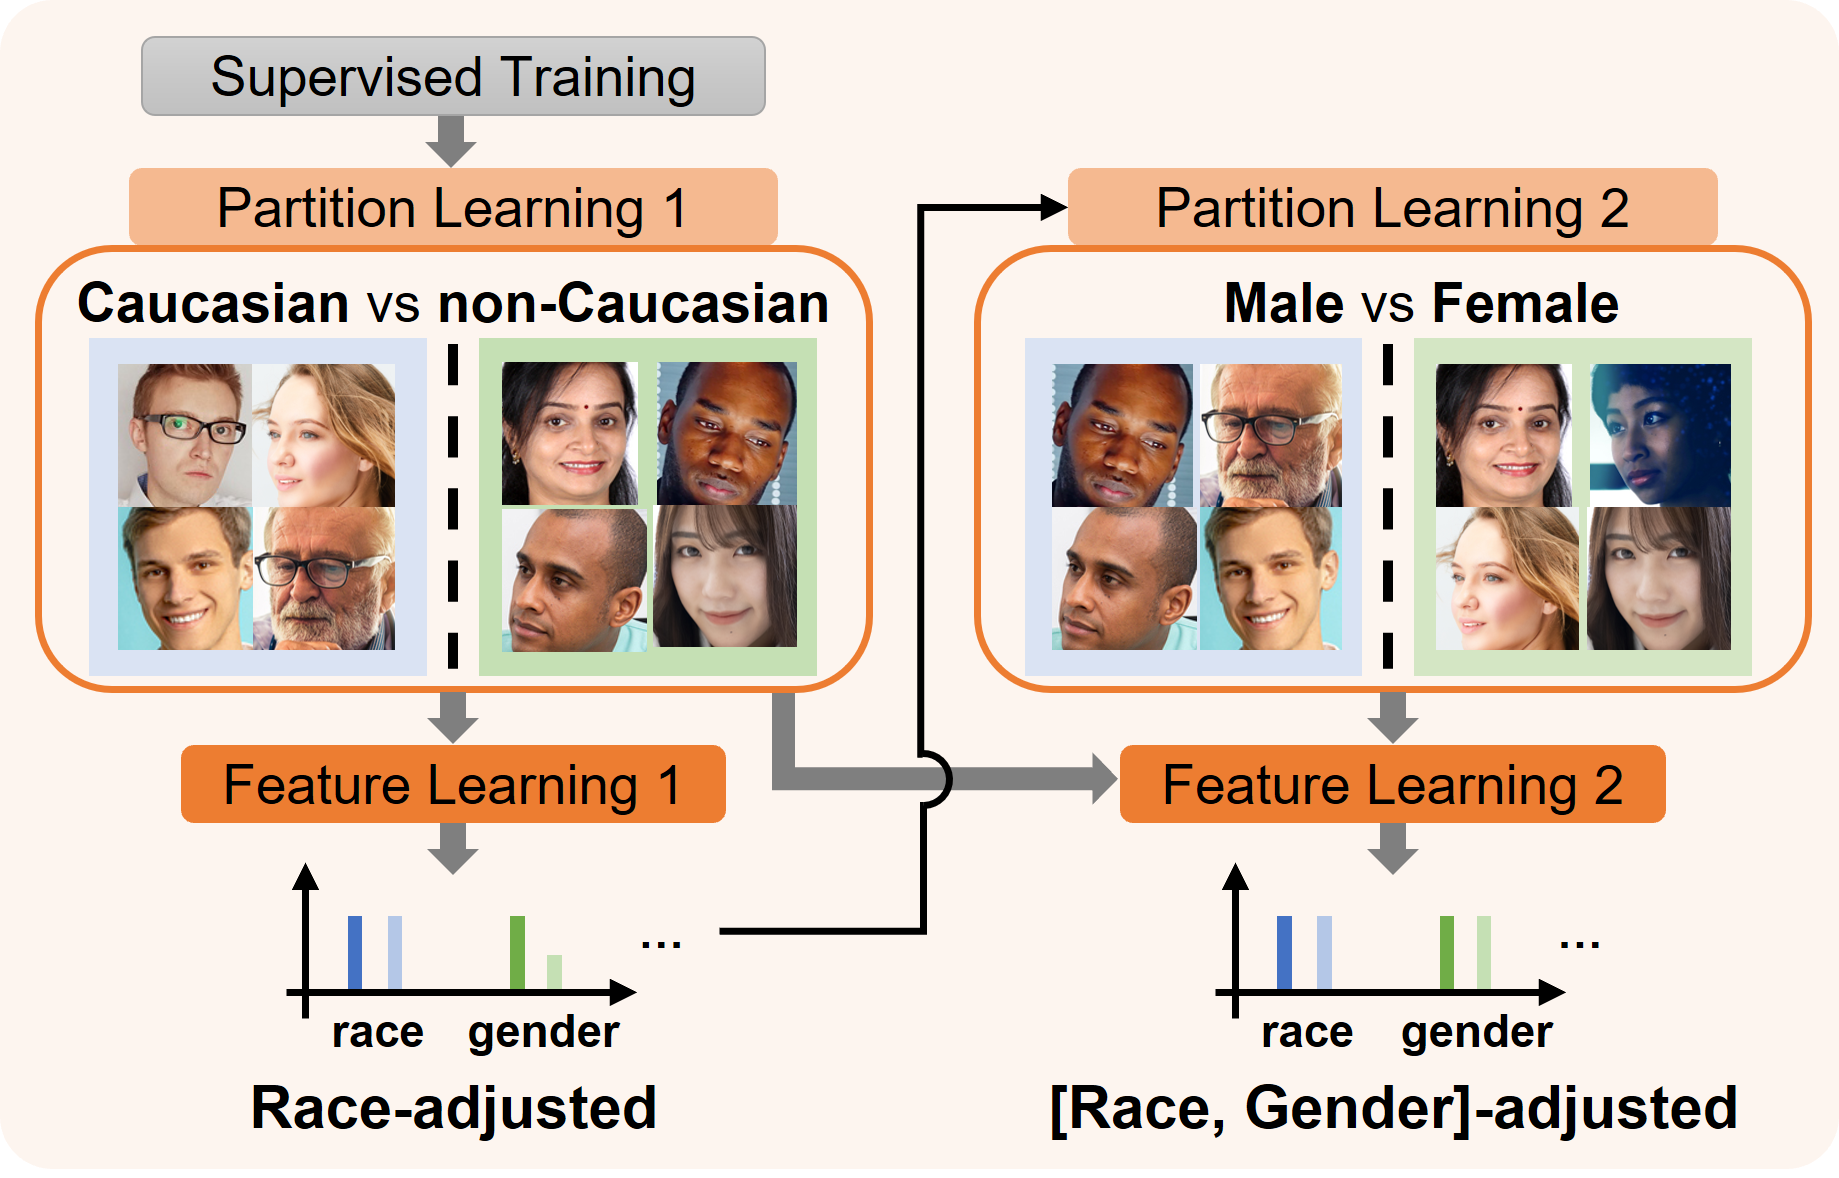 Supervised Training
Partition Learning 1
Caucasian vs non-Caucasian
Feature Learning 1
race gender ...
Race-adjusted
Partition Learning 2
Male vs Female
Feature Learning 2
race gender ...
[Race, Gender]-adjusted